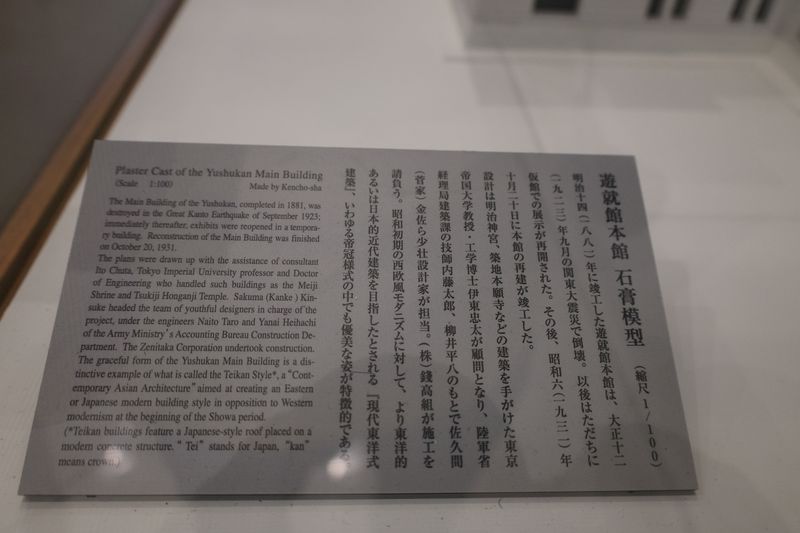 Plaster Cast of the Yushukan Main Building
(Scale 1:100) Made by Kencho-sha
The Main Building of the Yushukan, completed in 1881, was
destroyed in the Great Kanto Earthquake of September 1923;
immediately thereafter, exhibits were reopened in a tempora-
ry building. Reconstruction of the Main Building was finished
on October 20, 1931.
The plans were drawn up with the assistance of consultant
Ito Chuta, Tokyo Imperial University professor and Doctor
of Engineering who handled such buildings as the Meiji
Shrine and Tsukiji Honganji Temple. Sakuma (Kanke) Kin-
suke headed the team of youthful designers in charge of the
project, under the engineers Naito Taro and Yanai Heihachi
of the Army Ministry's Accounting Bureau Construction De-
partment. The Zenitaka Corporation undertook construction.
The graceful form of the Yushukan Main Building is a dis-
tinctive example of what is called the Teikan Style*, a "Cont-
emporary Asian Architecture" aimed at creating an Eastern
or Japanese modern building style in opposition to Western
modernism at the beginning of the Showa period.
(*Teikan buildings feature a Japanese-style roof placed on a
modern concrete structure. "Tei" stands for Japan, "kan"
means crown.)
遊就館本館 石膏模型 (縮尺1/100)
明治十四(一八八一)年に竣工した遊就館本館は、大正十二
(一九二三)年九月の関東大震災で倒壊。以後はただちに
仮館での展示が再開された。その後、昭和六(一九三一)年
十月二十日に本館の再建が竣工した。
設計は明治神宮、築地本願寺などの建築を手がけた東京
帝国大学教授・工学博士伊東忠太が顧問となり、陸軍省
経理局建築課の技師内藤太郎、柳井平八のもとで佐久間
(菅家)金佐ら少壮設計家が担当。(株)錢高組が施工を
請負う。昭和初期の西欧風モダニズムに対して、より東洋的
あるいは日本的近代建築を目指したとされる『現代東洋式
建築』、いわゆる帝冠様式の中でも優美な姿が特徴的である。